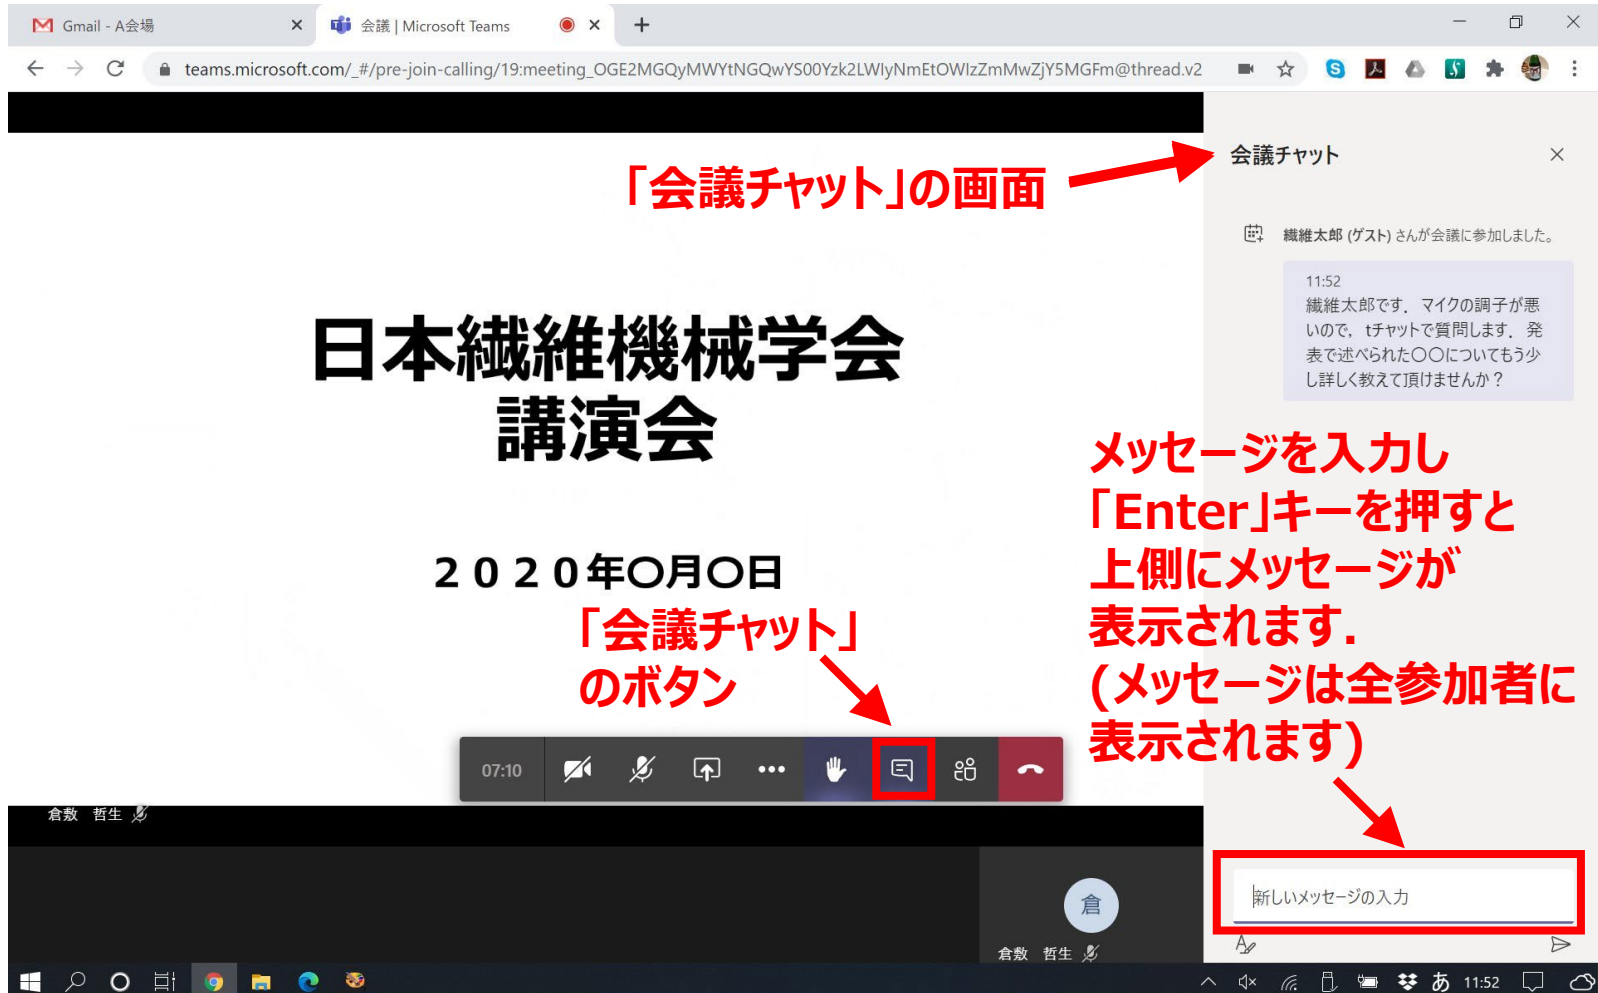 Gmail - A会場
会議 | Microsoft Teams
teams.microsoft.com/_#/pre-join-calling/19:meeting_OGE2MGQyMWYtNGQwYS00Yzk2LWIyNmEtOWIzZmMwZjY5MGFm@thread.v2
「会議チャット」の画面
会議チャット
繊維太郎 (ゲスト) さんが会議に参加しました。
11:52
繊維太郎です．マイクの調子が悪
いので，tチャットで質問します．発
表で述べられた〇〇についてもう少
し詳しく教えて頂けませんか？
日本繊維機械学会
講演会
２０２０年〇月〇日
「会議チャット」
のボタン
メッセージを入力し
「Enter」キーを押すと
上側にメッセージが
表示されます．
(メッセージは全参加者に
表示されます)
07:10
倉敷 哲生
倉
倉敷 哲生
新しいメッセージの入力
あ 11:52